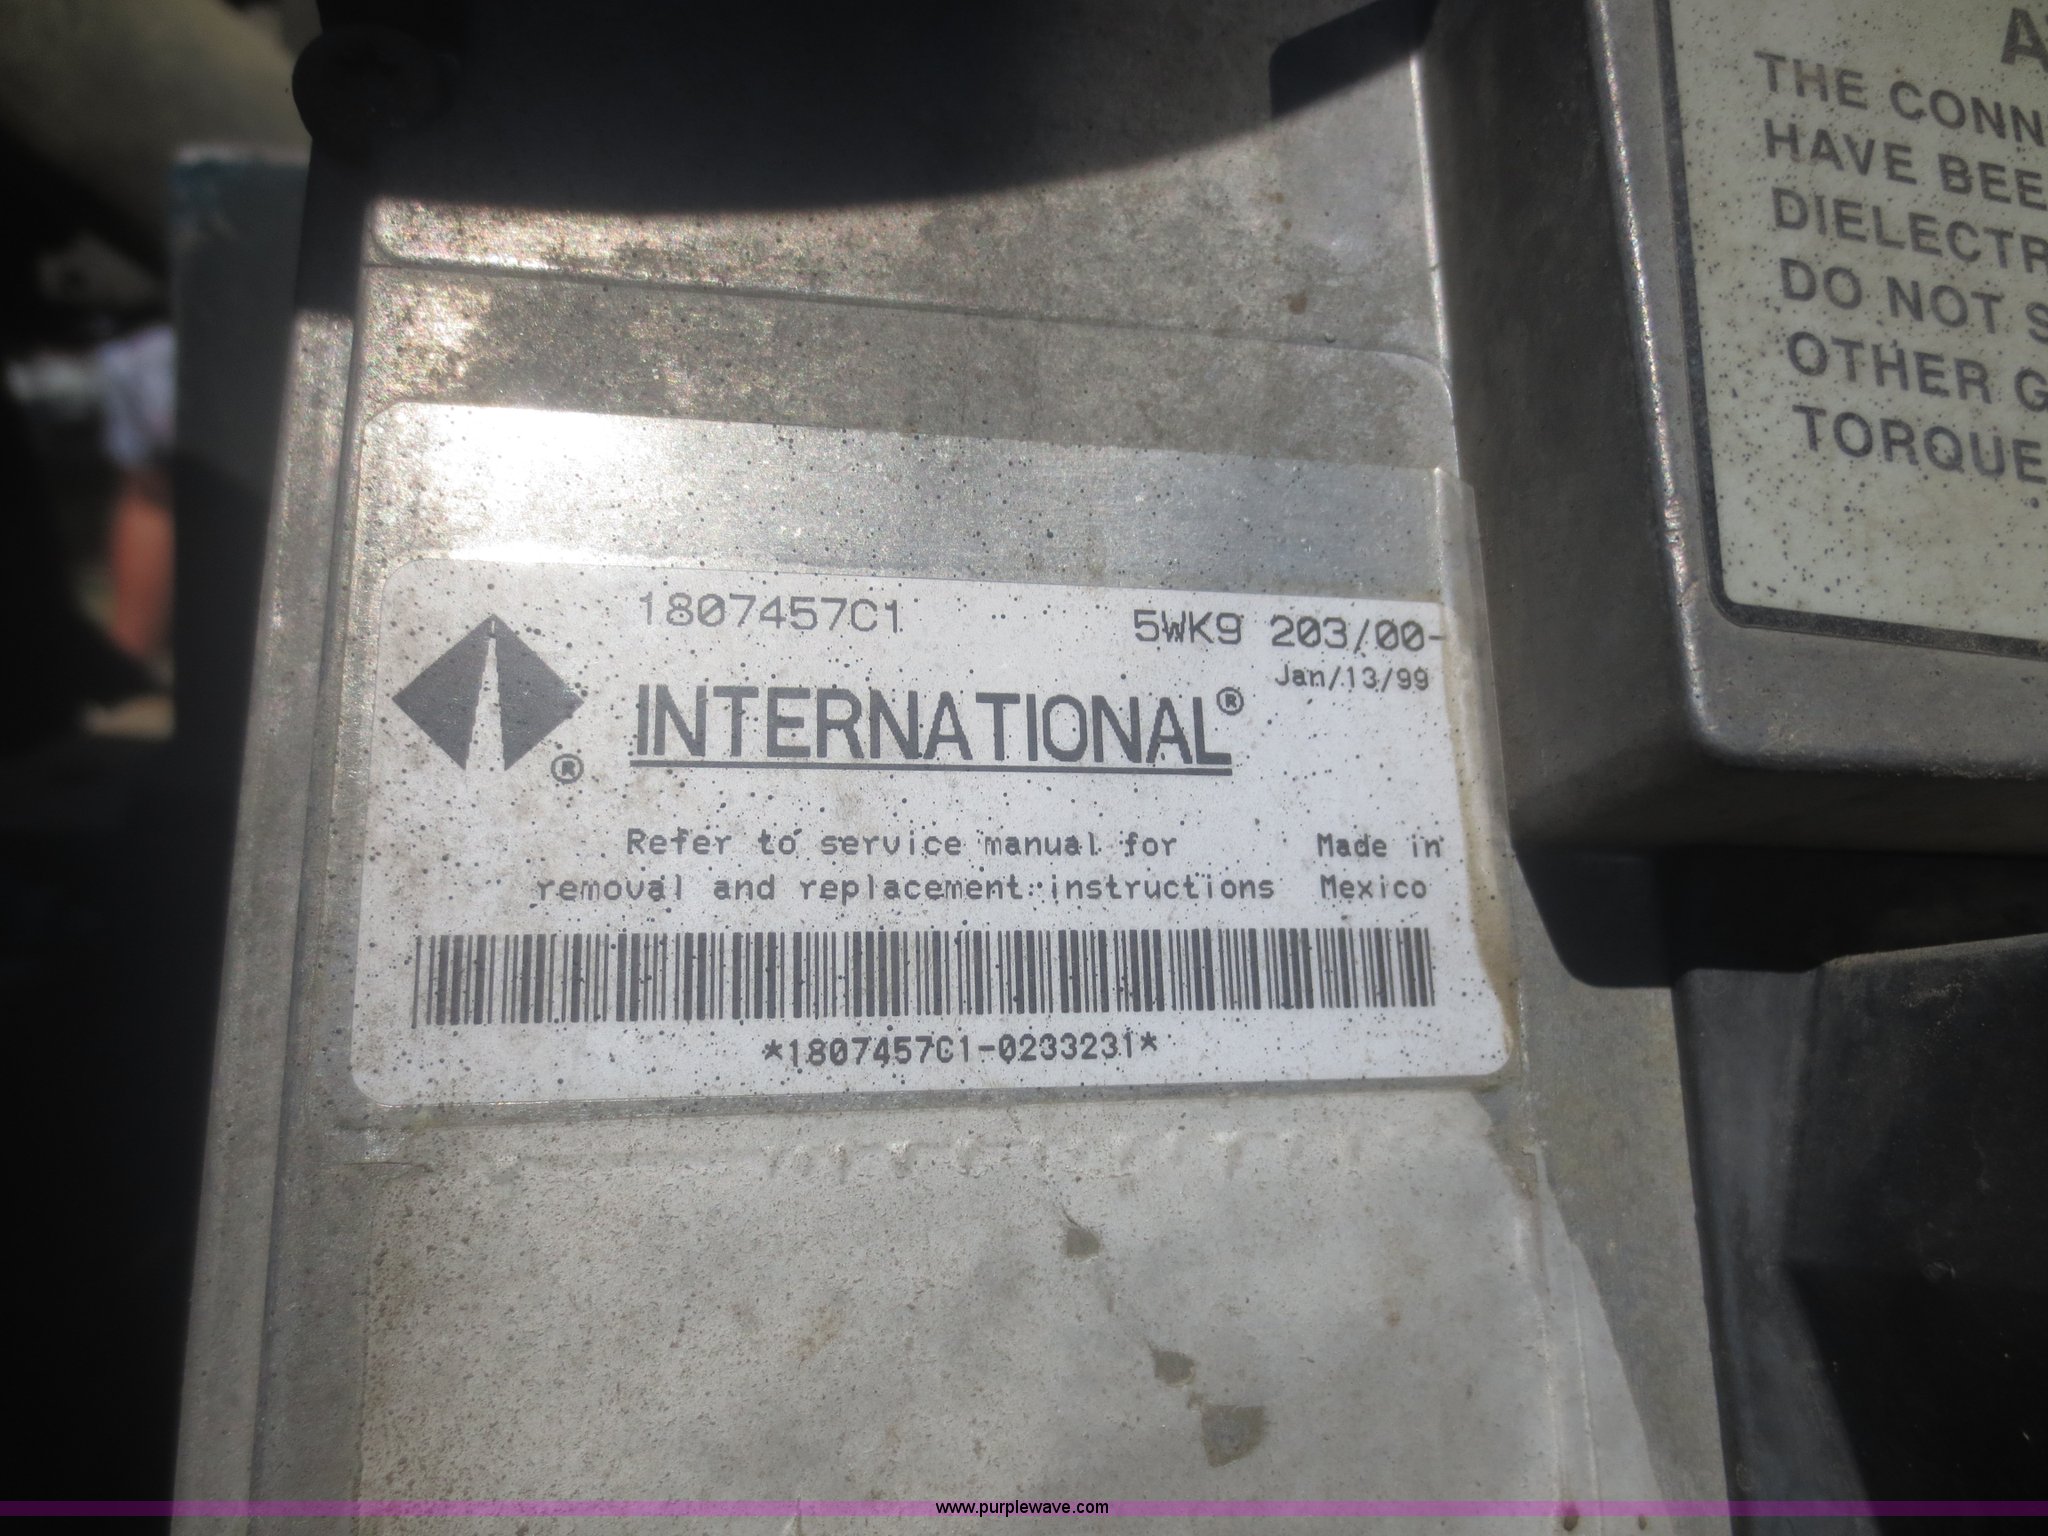 THE CONN
HAVE BEE
DIELECTR
DO NOT S
OTHER G
TORQUE
1807457C1
5WK9 203/00-
Jan/13/99
INTERNATIONAL®
®
Refer to service manual for
removal and replacement instructions
Made in
Mexico
*1807457C1-0233231*
www.purplewave.com